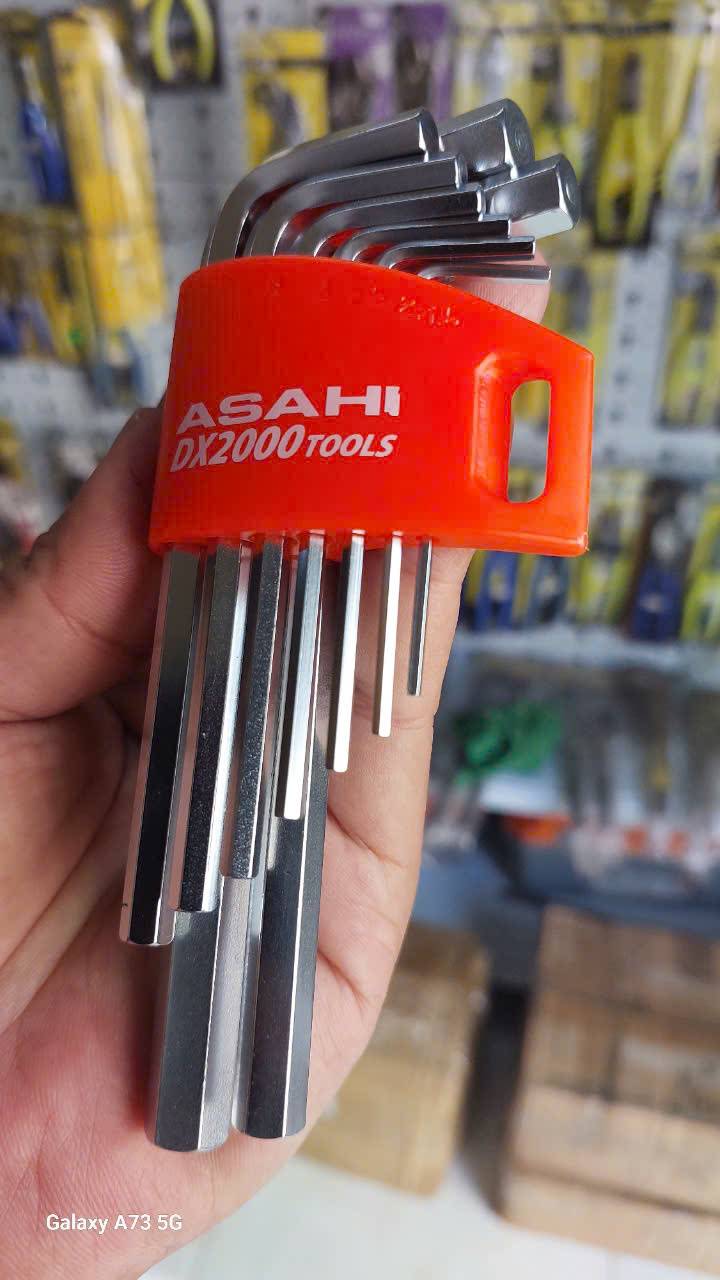 ASAHI
DX2000 TOOLS
Galaxy A73 5G